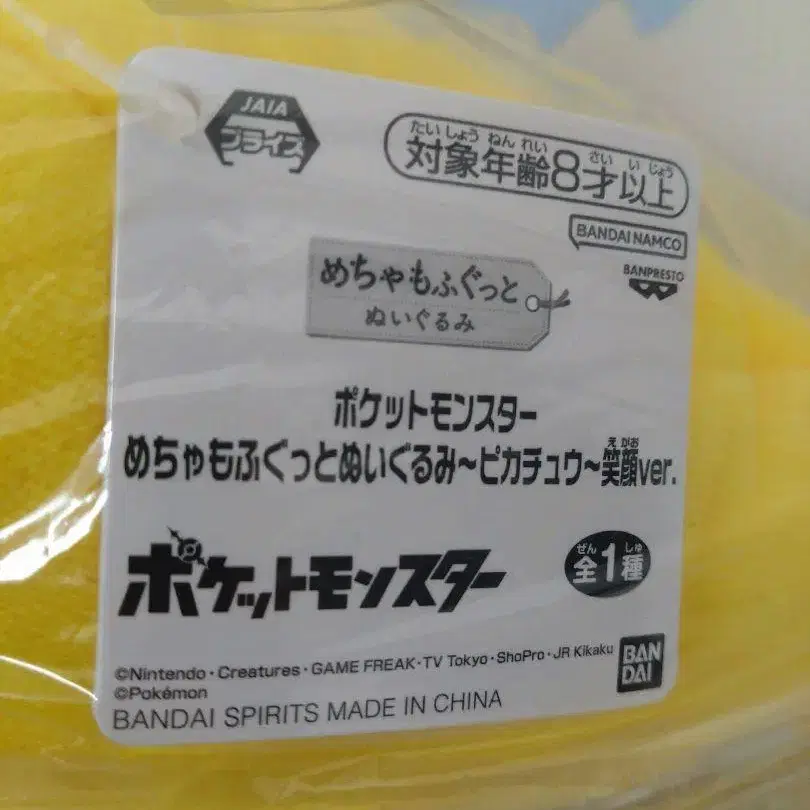 JAIA
プライズ
たいしょうねんれい さいいじょう
対象年齢8才以上
BANDAI NAMCO
BANPRESTO
めちゃもふぐっと
ぬいぐるみ
ポケットモンスター
えがお
めちゃもふぐっとぬいぐるみ～ピカチュウ～笑顔ver.
ポケットモンスター
ぜん しゅ
全1種
©Nintendo・Creatures・GAME FREAK・TV Tokyo・ShoPro・JR Kikaku
©Pokémon
BANDAI SPIRITS MADE IN CHINA
BAN
DAI